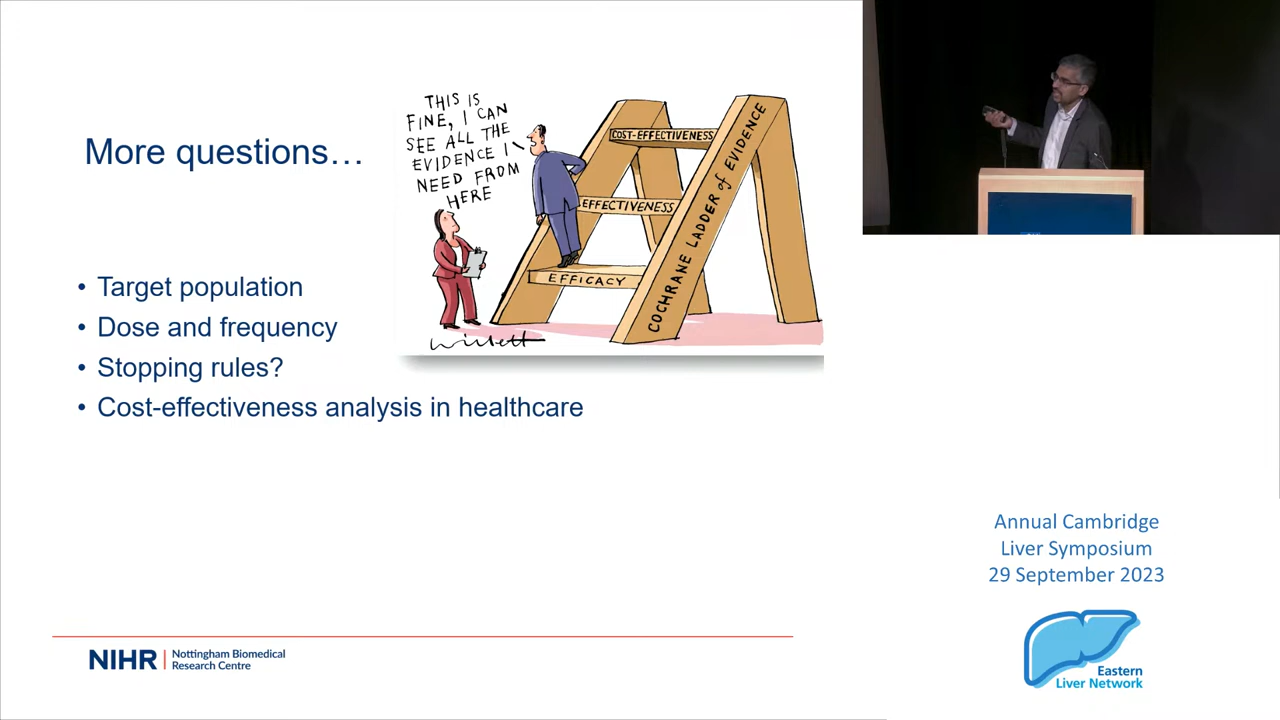 More questions…
THIS IS
FINE, I CAN
SEE ALL THE
EVIDENCE I
NEED FROM
HERE
COST-EFFECTIVENESS
EFFECTIVENESS
EFFICACY
COCHRANE LADDER of EVIDENCE
Willett
• Target population
• Dose and frequency
• Stopping rules?
• Cost-effectiveness analysis in healthcare
NIHR | Nottingham Biomedical
Research Centre
Annual Cambridge
Liver Symposium
29 September 2023
Eastern
Liver Network